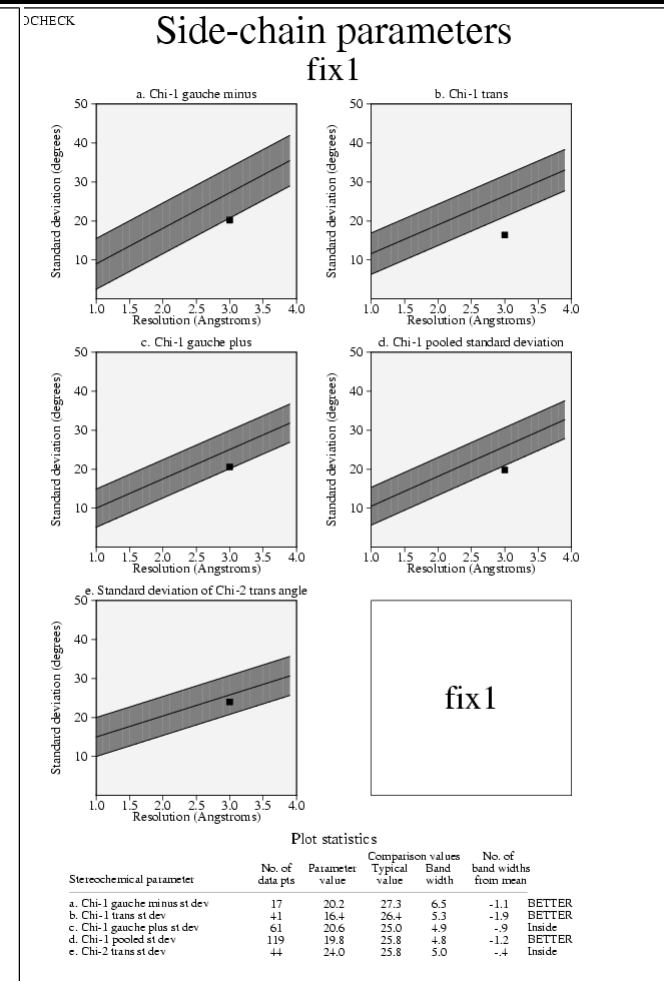 OCHECK
Side-chain parameters
fix1
a. Chi-1 gauche minus
Standard deviation (degrees)
50
40
30
20
10
1.0 1.5 2.0 2.5 3.0 3.5 4.0
Resolution (Angstroms)
b. Chi-1 trans
Standard deviation (degrees)
50
40
30
20
10
1.0 1.5 2.0 2.5 3.0 3.5 4.0
Resolution (Angstroms)
c. Chi-1 gauche plus
Standard deviation (degrees)
50
40
30
20
10
1.0 1.5 2.0 2.5 3.0 3.5 4.0
Resolution (Angstroms)
d. Chi-1 pooled standard deviation
Standard deviation (degrees)
50
40
30
20
10
1.0 1.5 2.0 2.5 3.0 3.5 4.0
Resolution (Angstroms)
e. Standard deviation of Chi-2 trans angle
Standard deviation (degrees)
50
40
30
20
10
1.0 1.5 2.0 2.5 3.0 3.5 4.0
Resolution (Angstroms)
fix1
Plot statistics
Comparison values No. of
No. of Parameter Typical Band band widths
Stereochemical parameter data pts value value width from mean
a. Chi-1 gauche minus st dev 17 20.2 27.3 6.5 -1.1 BETTER
b. Chi-1 trans st dev 41 16.4 26.4 5.3 -1.9 BETTER
c. Chi-1 gauche plus st dev 61 20.6 25.0 4.9 -.9 Inside
d. Chi-1 pooled st dev 119 19.8 25.8 4.8 -1.2 BETTER
e. Chi-2 trans st dev 44 24.0 25.8 5.0 -.4 Inside